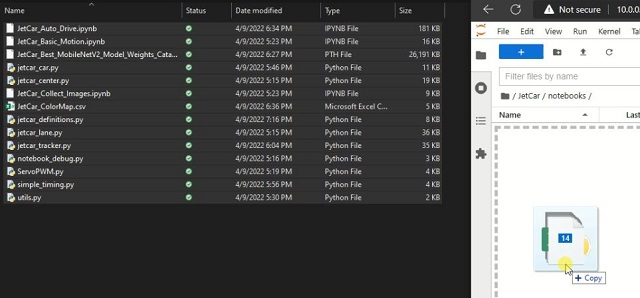 Name Status Date modified Type Size
JetCar_Auto_Drive.ipynb 4/9/2022 6:34 PM IPYNB File 181 KB
JetCar_Basic_Motion.ipynb 4/9/2022 5:13 PM IPYNB File 16 KB
JetCar_Best_MobileNetV2_Model_Weights_Cata... 4/9/2022 6:27 PM PTH File 26,191 KB
jetcar_car.py 4/9/2022 5:46 PM Python File 11 KB
jetcar_center.py 4/9/2022 5:15 PM Python File 19 KB
JetCar_Collect_Images.ipynb 4/9/2022 5:23 PM IPYNB File 9 KB
JetCar_ColorMap.csv 4/9/2022 6:36 PM Microsoft Excel C... 5 KB
jetcar_definitions.py 4/9/2022 7:16 PM Python File 8 KB
jetcar_lane.py 4/9/2022 5:15 PM Python File 36 KB
jetcar_tracker.py 4/9/2022 6:04 PM Python File 35 KB
notebook_debug.py 4/9/2022 5:16 PM Python File 3 KB
ServoPWM.py 4/9/2022 5:19 PM Python File 4 KB
simple_timing.py 4/9/2022 5:56 PM Python File 4 KB
utils.py 4/9/2022 5:30 PM Python File 2 KB
Not secure 10.0.0.
File Edit View Run Kernel Tabs
+
Filter files by name
/ JetCar / notebooks /
Name Last
14
+ Copy